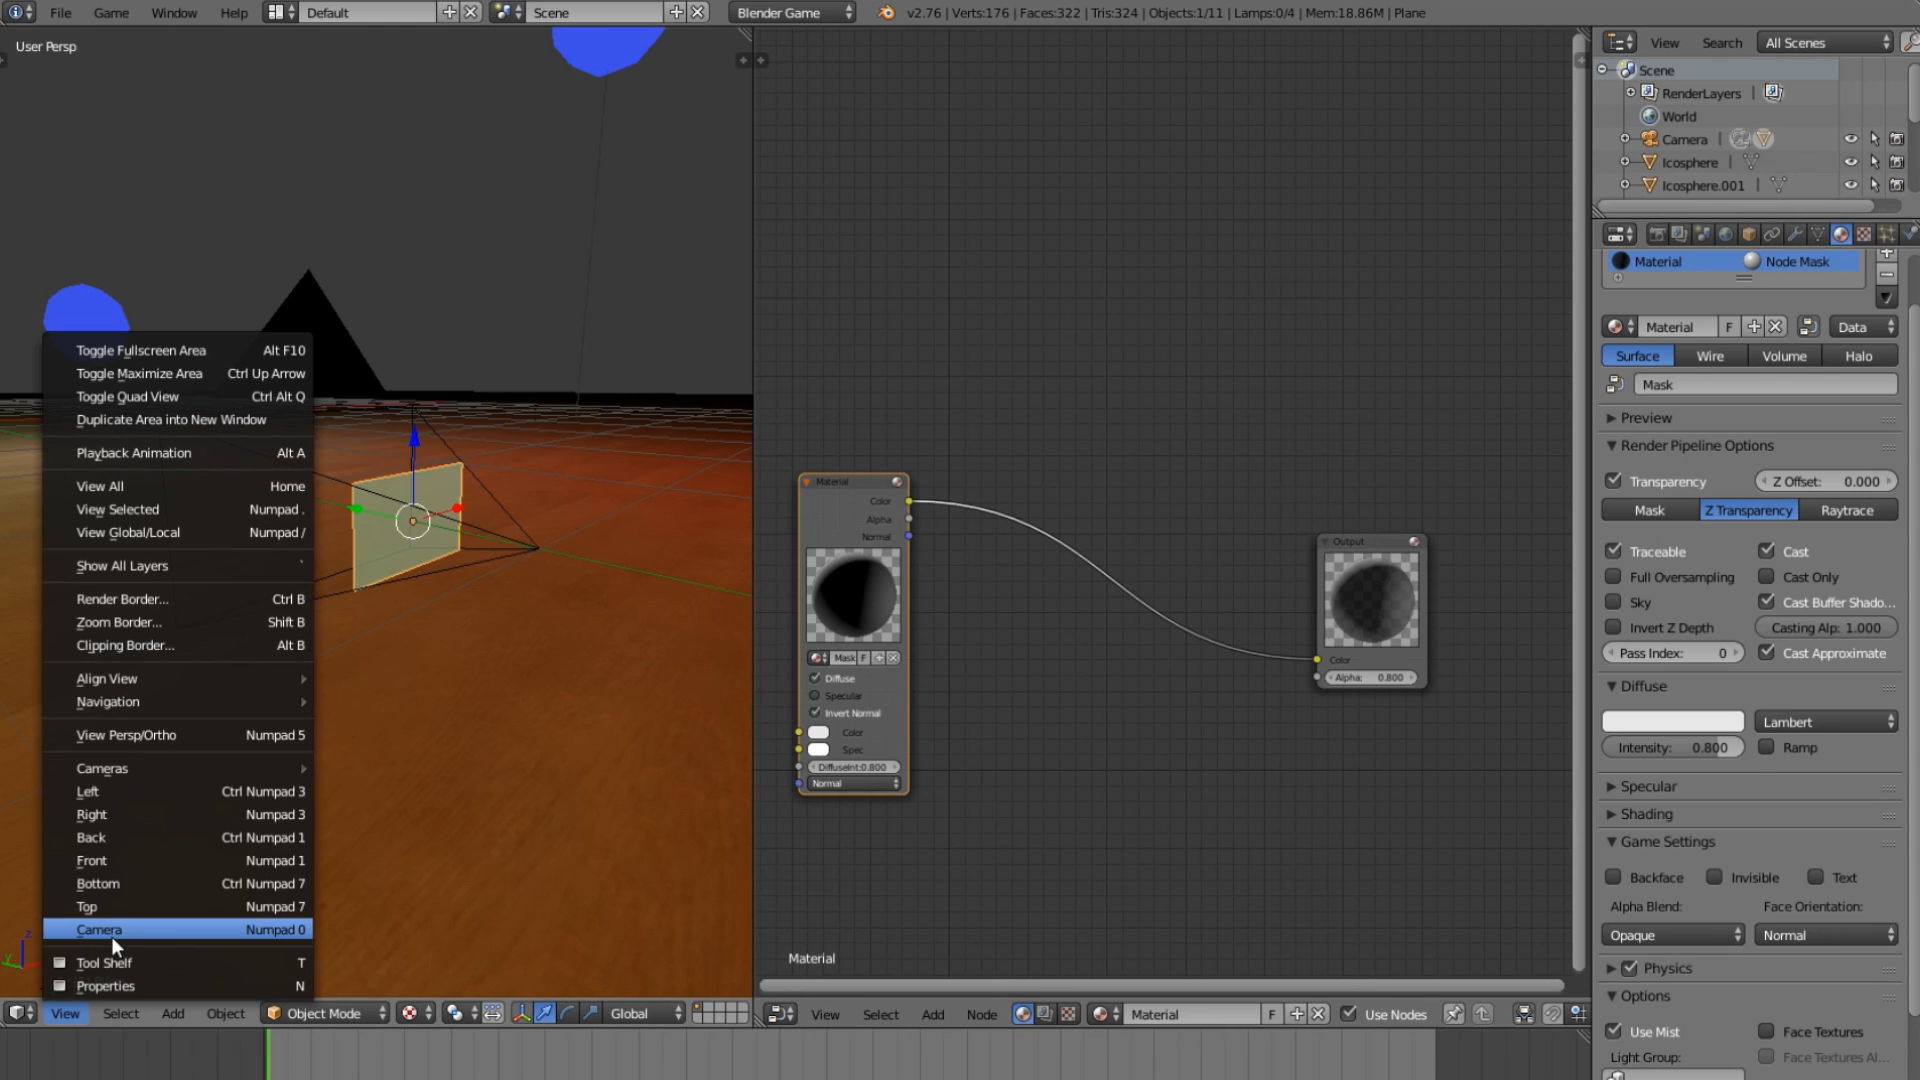 File Game Window Help Default Scene Blender Game v2.76 | Verts:176 | Faces:322 | Tris:324 | Objects:1/11 | Lamps:0/4 | Mem:18.86M | Plane
User Persp
Toggle Fullscreen Area Alt F10
Toggle Maximize Area Ctrl Up Arrow
Toggle Quad View Ctrl Alt Q
Duplicate Area into New Window
Playback Animation Alt A
View All Home
View Selected Numpad .
View Global/Local Numpad /
Show All Layers `
Render Border... Ctrl B
Zoom Border... Shift B
Clipping Border... Alt B
Align View
Navigation
View Persp/Ortho Numpad 5
Cameras
Left Ctrl Numpad 3
Right Numpad 3
Back Ctrl Numpad 1
Front Numpad 1
Bottom Ctrl Numpad 7
Top Numpad 7
Camera Numpad 0
Tool Shelf T
Properties N
z
y
View Select Add Object Object Mode Global
Material
Color
Alpha
Normal
Mask F
Diffuse
Specular
Invert Normal
Color
Spec
DiffuseInt:0.800
Normal
Output
Color
Alpha: 0.800
Material
View Select Add Node Material F Use Nodes
View Search All Scenes
Scene
RenderLayers |
World
Camera |
Icosphere |
Icosphere.001 |
Material Node Mask
Material F Data
Surface Wire Volume Halo
Mask
Preview
Render Pipeline Options
Transparency Z Offset: 0.000
Mask Z Transparency Raytrace
Traceable Cast
Full Oversampling Cast Only
Sky Cast Buffer Shado...
Invert Z Depth Casting Alp: 1.000
Pass Index: 0 Cast Approximate
Diffuse
Lambert
Intensity: 0.800 Ramp
Specular
Shading
Game Settings
Backface Invisible Text
Alpha Blend: Face Orientation:
Opaque Normal
Physics
Options
Use Mist Face Textures
Light Group: Face Textures Al...